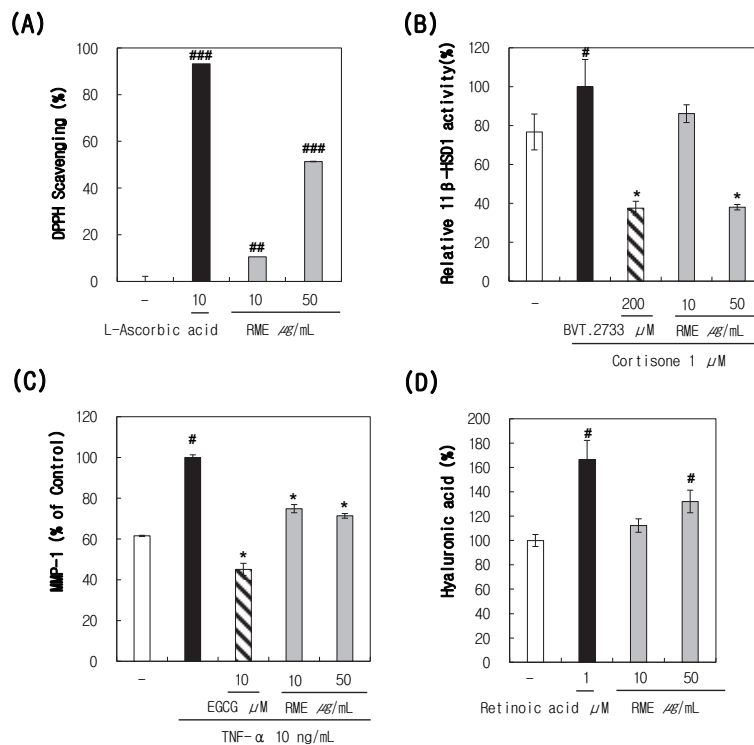 (A)
DPPH Scavenging (%)
100
80
60
40
20
0
###
##
###
– 10 10 50
L-Ascorbic acid RME μg/mL
(B)
Relative 11β-HSD1 activity(%)
120
100
80
60
40
20
0
#
*
*
– 200 10 50
BVT.2733 μM RME μg/mL
Cortisone 1 μM
(C)
MMP-1 (% of Control)
120
100
80
60
40
20
0
#
*
*
*
– 10 10 50
EGCG μM RME μg/mL
TNF-α 10 ng/mL
(D)
Hyaluronic acid (%)
200
180
160
140
120
100
80
60
40
20
0
#
#
– 1 10 50
Retinoic acid μM RME μg/mL